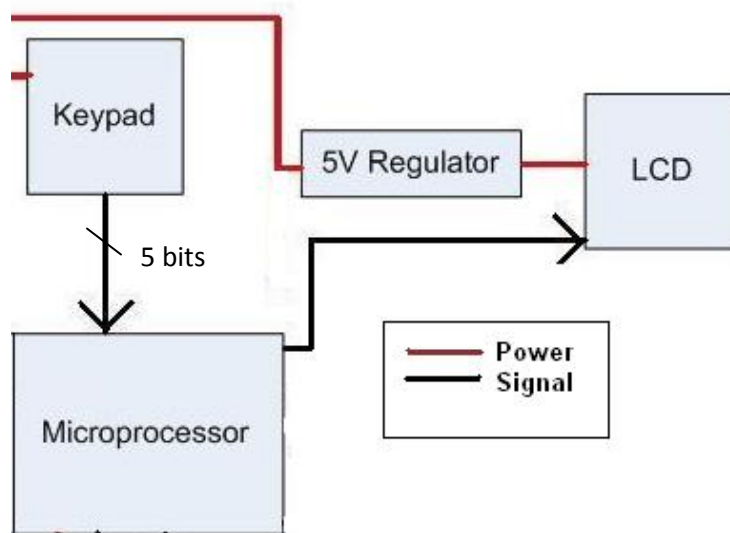 Keypad
5V Regulator
LCD
5 bits
Power
Signal
Microprocessor